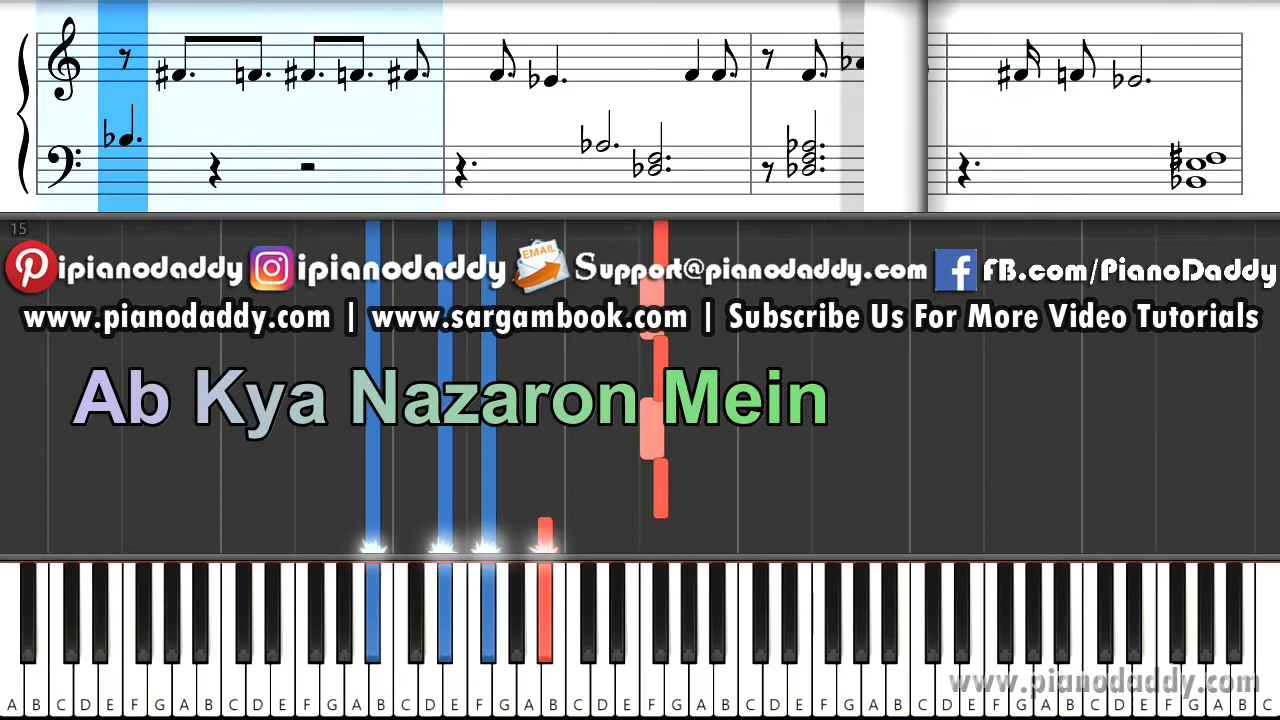 15
ipianodaddy ipianodaddy EMAIL Support@pianodaddy.com FB.com/PianoDaddy
www.pianodaddy.com | www.sargambook.com | Subscribe Us For More Video Tutorials
Ab Kya Nazaron Mein
www.pianodaddy.com
A B C D E F G A B C D E F G A B C D E F G A B C D E F G A B C D E F G A B C D E F G A B C D E F G A B C